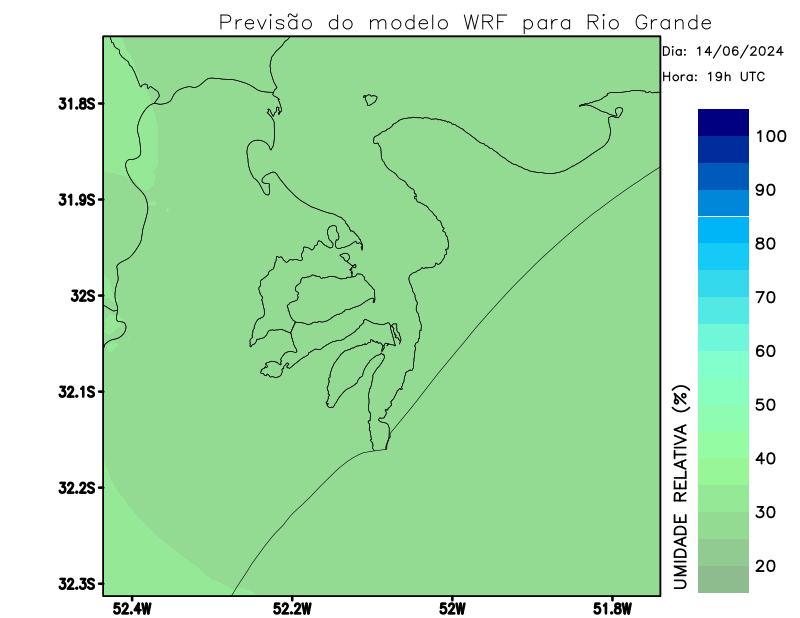 Previsão do modelo WRF para Rio Grande
Dia: 14/06/2024
Hora: 19h UTC
31.8S
31.9S
32S
32.1S
32.2S
32.3S
52.4W
52.2W
52W
51.8W
100
90
80
70
60
50
40
30
20
UMIDADE RELATIVA (%)